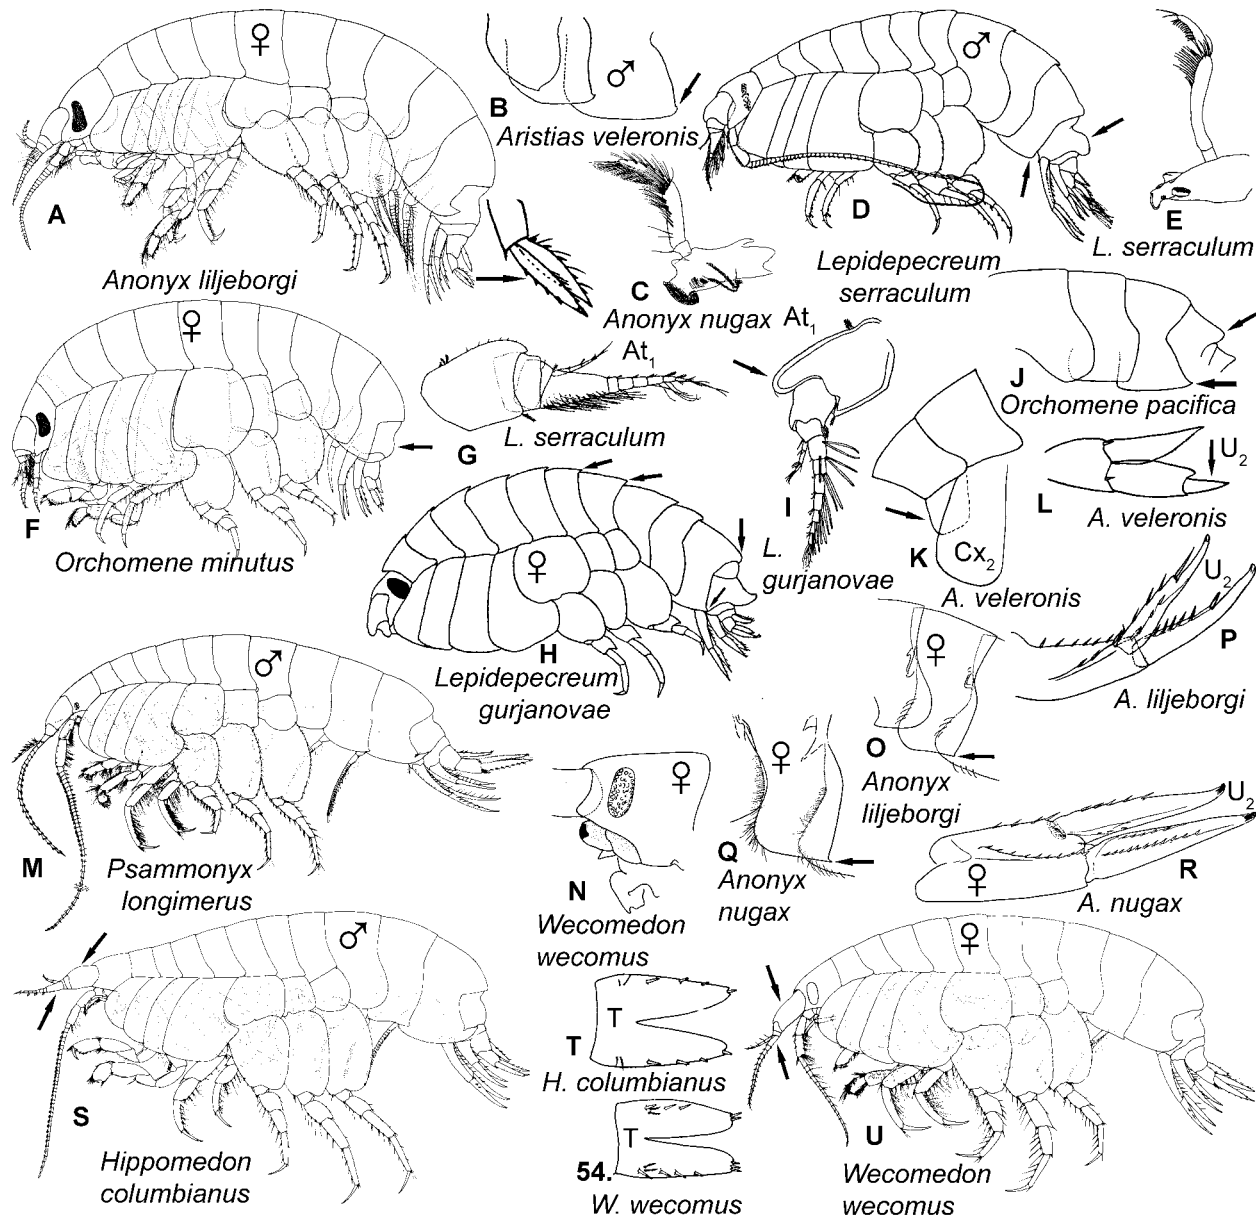 ♀
A
Anonyx liljeborgi
B
♂
Aristias veleronis
C
Anonyx nugax
♂
D
Lepidepecreum
serraculum
E
L. serraculum
♀
F
Orchomene minutus
At1
G
L. serraculum
♀
H
Lepidepecreum
gurjanovae
At1
I
L.
gurjanovae
J
Orchomene pacifica
K
Cx2
A. veleronis
U2
L
A. veleronis
♂
M
Psammonyx
longimerus
♀
N
Wecomedon
wecomus
♀
O
Anonyx
liljeborgi
U2
P
A. liljeborgi
♀
Q
Anonyx
nugax
U2
R
♀
A. nugax
♂
S
Hippomedon
columbianus
T
T
H. columbianus
T
54.
W. wecomus
♀
U
Wecomedon
wecomus